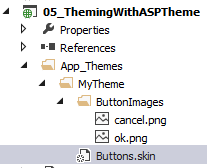 05_ThemingWithASPTheme
Properties
References
App_Themes
MyTheme
ButtonImages
cancel.png
ok.png
Buttons.skin